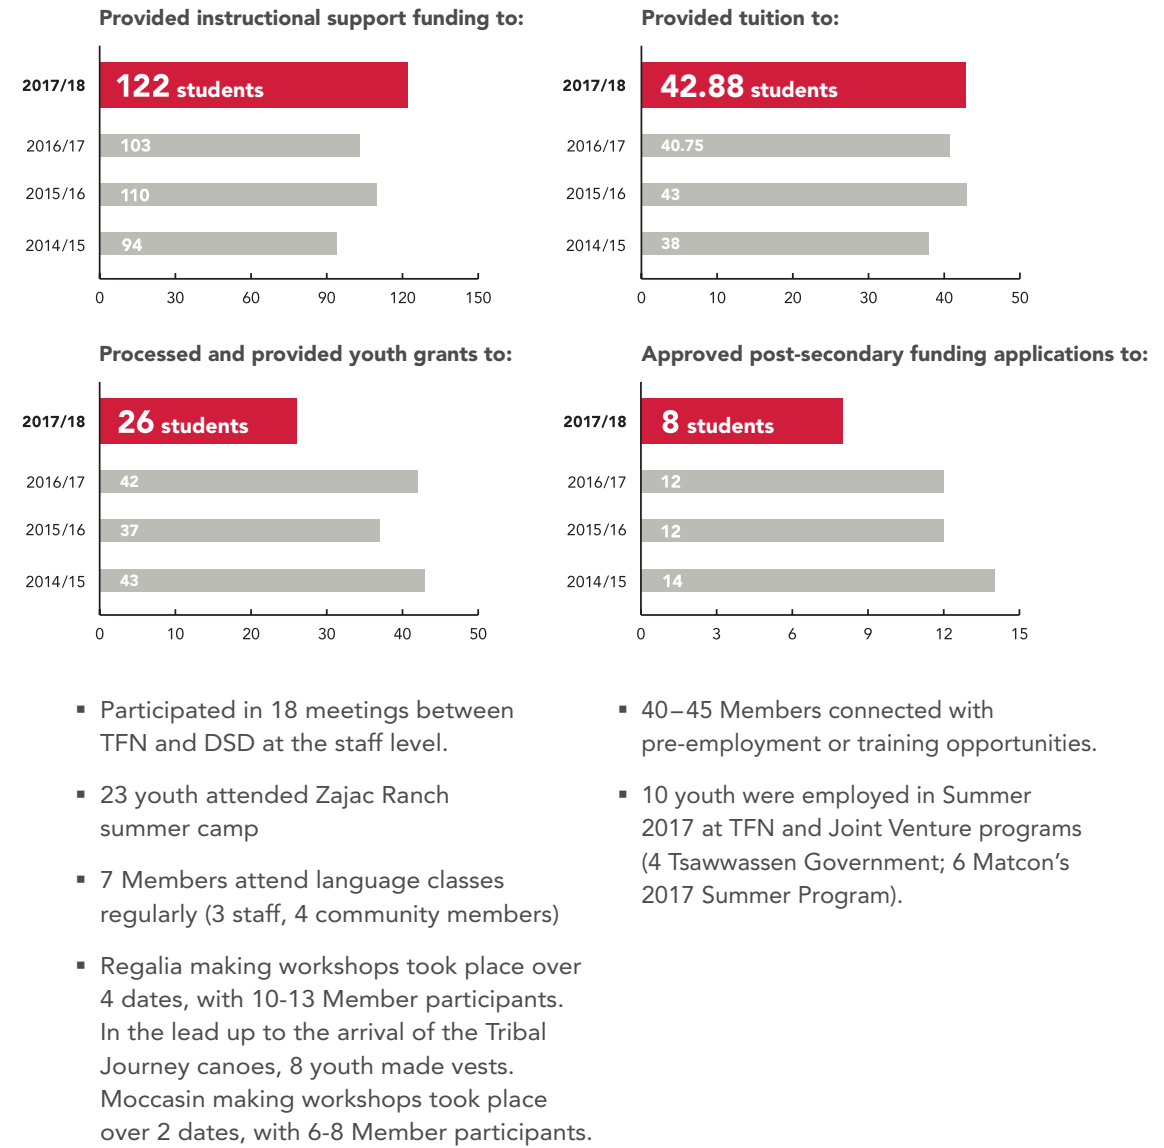 Provided instructional support funding to:
2017/18 122 students
2016/17 103
2015/16 110
2014/15 94
0 30 60 90 120 150
Provided tuition to:
2017/18 42.88 students
2016/17 40.75
2015/16 43
2014/15 38
0 10 20 30 40 50
Processed and provided youth grants to:
2017/18 26 students
2016/17 42
2015/16 37
2014/15 43
0 10 20 30 40 50
Approved post-secondary funding applications to:
2017/18 8 students
2016/17 12
2015/16 12
2014/15 14
0 3 6 9 12 15
▪ Participated in 18 meetings between
TFN and DSD at the staff level.
▪ 23 youth attended Zajac Ranch
summer camp
▪ 7 Members attend language classes
regularly (3 staff, 4 community members)
▪ Regalia making workshops took place over
4 dates, with 10-13 Member participants.
In the lead up to the arrival of the Tribal
Journey canoes, 8 youth made vests.
Moccasin making workshops took place
over 2 dates, with 6-8 Member participants.
▪ 40–45 Members connected with
pre-employment or training opportunities.
▪ 10 youth were employed in Summer
2017 at TFN and Joint Venture programs
(4 Tsawwassen Government; 6 Matcon’s
2017 Summer Program).